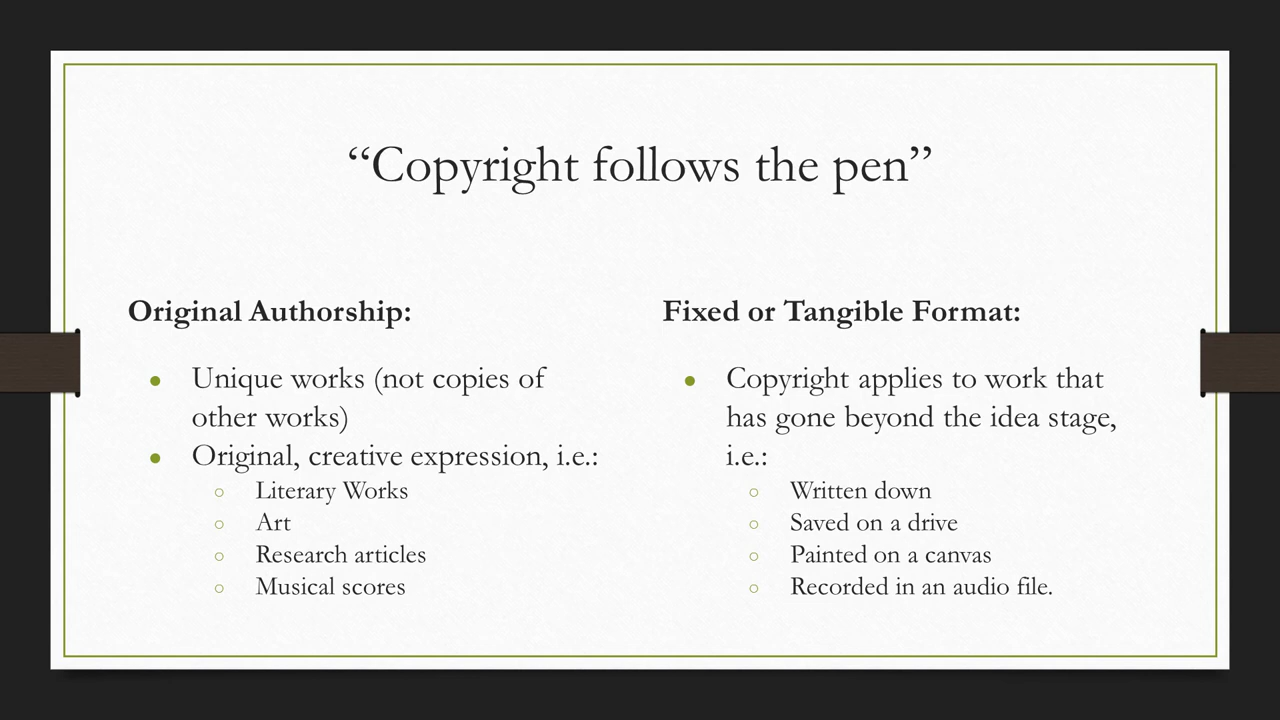 “Copyright follows the pen”
Original Authorship:
● Unique works (not copies of
other works)
● Original, creative expression, i.e.:
○ Literary Works
○ Art
○ Research articles
○ Musical scores
Fixed or Tangible Format:
● Copyright applies to work that
has gone beyond the idea stage,
i.e.:
○ Written down
○ Saved on a drive
○ Painted on a canvas
○ Recorded in an audio file.